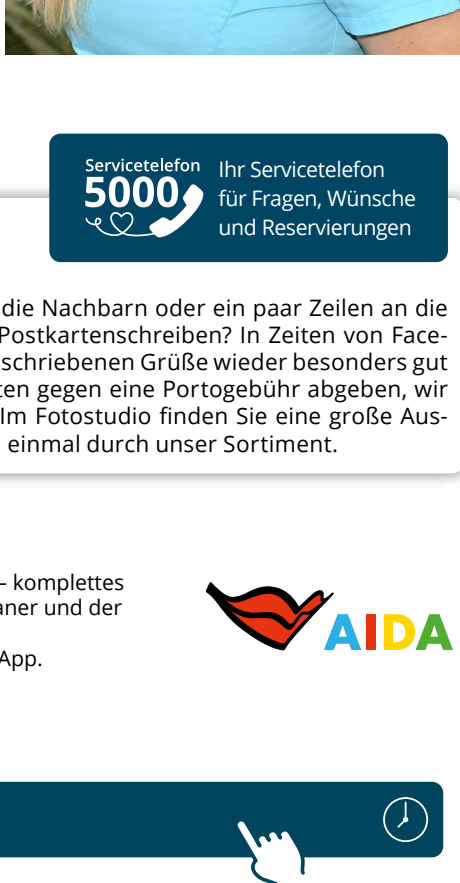 Servicetelefon
5000
Ihr Servicetelefon
für Fragen, Wünsche
und Reservierungen
die Nachbarn oder ein paar Zeilen an die
Postkartenschreiben? In Zeiten von Face-
schriebenen Grüße wieder besonders gut
ten gegen eine Portogebühr abgeben, wir
Im Fotostudio finden Sie eine große Aus-
einmal durch unser Sortiment.
– komplettes
aner und der
App.
AIDA